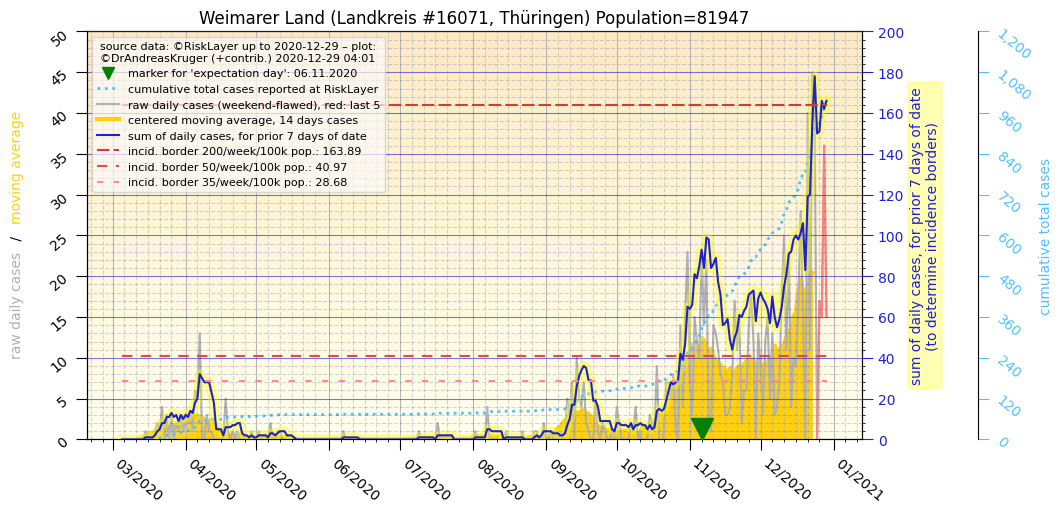 Weimarer Land (Landkreis #16071, Thüringen) Population=81947
source data: ©RiskLayer up to 2020-12-29 – plot:
©DrAndreasKruger (+contrib.) 2020-12-29 04:01
marker for 'expectation day': 06.11.2020
cumulative total cases reported at RiskLayer
raw daily cases (weekend-flawed), red: last 5
centered moving average, 14 days cases
sum of daily cases, for prior 7 days of date
incid. border 200/week/100k pop.: 163.89
incid. border 50/week/100k pop.: 40.97
incid. border 35/week/100k pop.: 28.68
raw daily cases / moving average
50
45
40
35
30
25
20
15
10
5
0
03/2020
04/2020
05/2020
06/2020
07/2020
08/2020
09/2020
10/2020
11/2020
12/2020
01/2021
200
180
160
140
120
100
80
60
40
20
0
sum of daily cases, for prior 7 days of date
(to determine incidence borders)
1,200
1,080
960
840
720
600
480
360
240
120
0
cumulative total cases